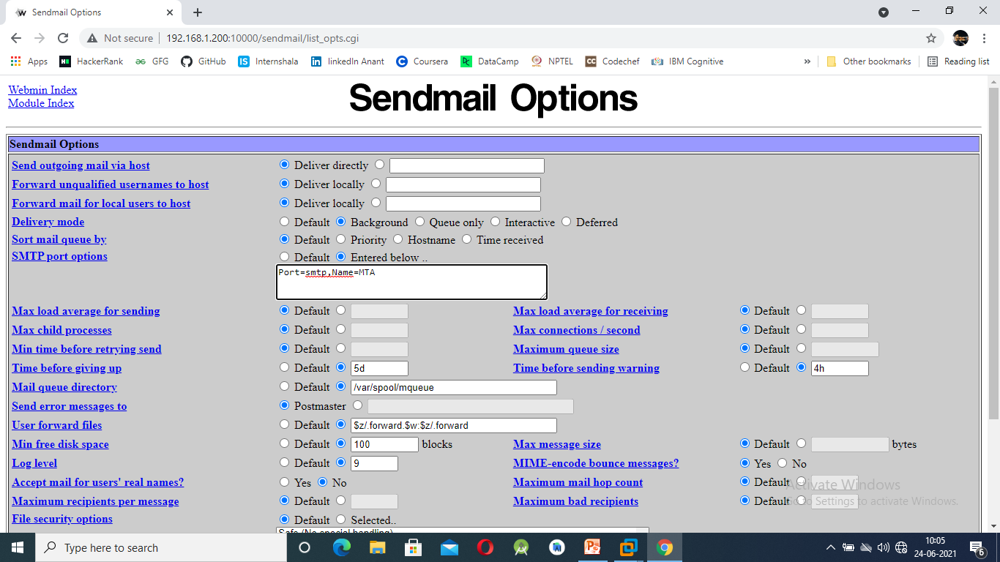 Sendmail Options
Not secure 192.168.1.200:10000/sendmail/list_opts.cgi
Apps HackerRank GFG GitHub Internshala linkedIn Anant Coursera DataCamp NPTEL Codechef IBM Cognitive » Other bookmarks Reading list
Webmin Index
Module Index
Sendmail Options
Sendmail Options
Send outgoing mail via host Deliver directly
Forward unqualified usernames to host Deliver locally
Forward mail for local users to host Deliver locally
Delivery mode Default Background Queue only Interactive Deferred
Sort mail queue by Default Priority Hostname Time received
SMTP port options Default Entered below ..
Port=smtp,Name=MTA
Max load average for sending Default Max load average for receiving Default
Max child processes Default Max connections / second Default
Min time before retrying send Default Maximum queue size Default
Time before giving up Default 5d Time before sending warning Default 4h
Mail queue directory Default /var/spool/mqueue
Send error messages to Postmaster
User forward files Default $z/.forward.$w:$z/.forward
Min free disk space Default 100 blocks Max message size Default bytes
Log level Default 9 MIME-encode bounce messages? Yes No
Accept mail for users' real names? Yes No Maximum mail hop count Default
Activate Windows
Maximum recipients per message Default Maximum bad recipients Default
Go to Settings to activate Windows.
File security options Default Selected..
Safe (No special handling)
Type here to search
10:05
24-06-2021
6